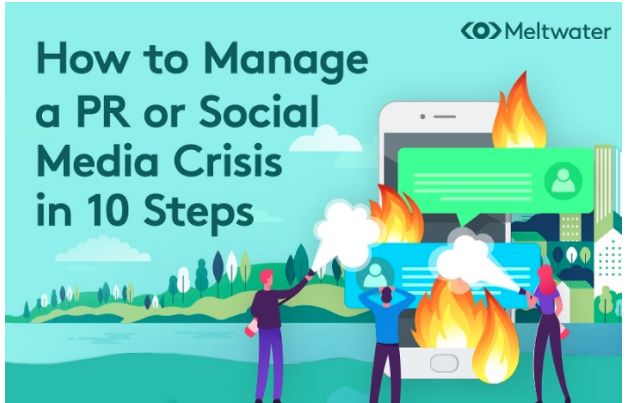 Meltwater
How to Manage
a PR or Social
Media Crisis
in 10 Steps